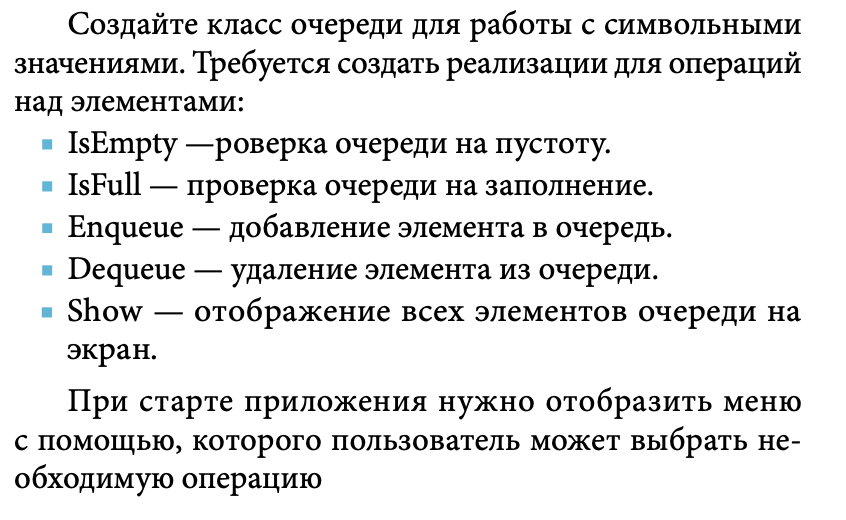 Создайте класс очереди для работы с символьными
значениями. Требуется создать реализации для операций
над элементами:
▪ IsEmpty —роверка очереди на пустоту.
▪ IsFull — проверка очереди на заполнение.
▪ Enqueue — добавление элемента в очередь.
▪ Dequeue — удаление элемента из очереди.
▪ Show — отображение всех элементов очереди на
экран.
При старте приложения нужно отобразить меню
с помощью, которого пользователь может выбрать не-
обходимую операцию